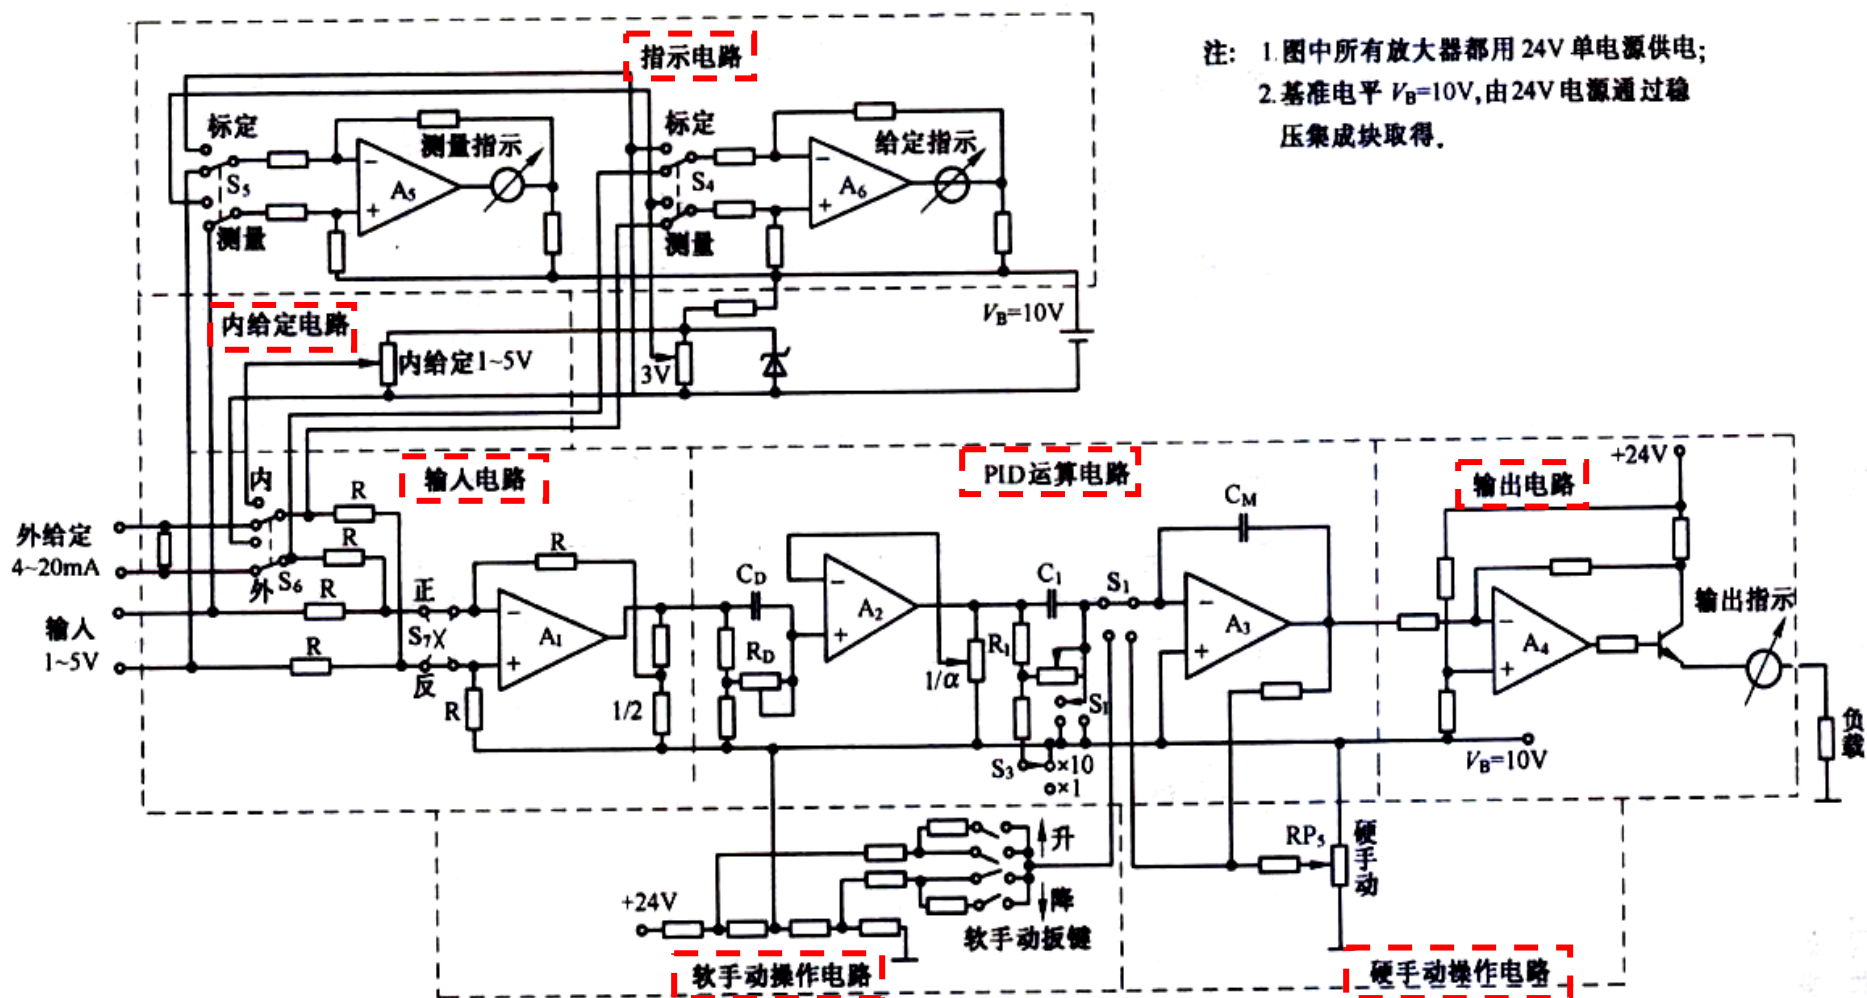 指示电路
注: 1.图中所有放大器都用 24V 单电源供电;
2.基准电平 VB=10V,由24V 电源通过稳
压集成块取得.
标定
测量指示
S5
A5
测量
标定
给定指示
S4
A6
测量
内给定电路
内给定1~5V
3V
VB=10V
输入电路
PID运算电路
输出电路
+24V
内
R
外给定
4~20mA
R
外
S6
R
正
输入
1~5V
S7
R
反
R
R
A1
1/2
CD
RD
A2
1/α
RI
CI
S1
CM
A3
SI
S3
×10
×1
A4
输出指示
VB=10V
负载
升
降
+24V
软手动扳键
软手动操作电路
RP5
硬手动
硬手动操作电路